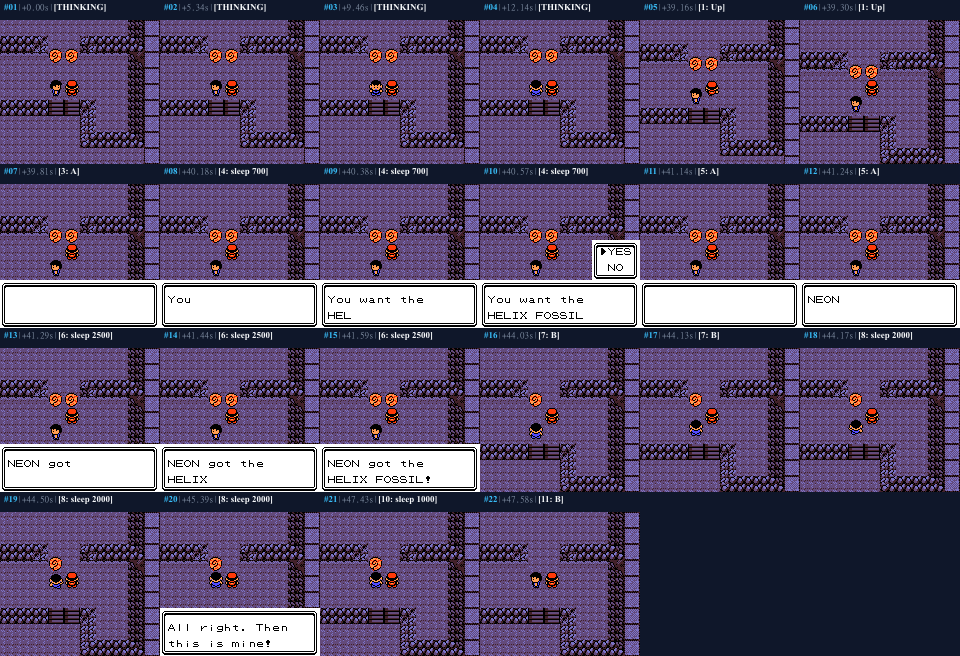 #01|+0.00s| [THINKING]
#02|+5.34s| [THINKING]
#03|+9.46s| [THINKING]
#04|+12.14s| [THINKING]
#05|+39.16s| [1: Up]
#06|+39.30s| [1: Up]
#07|+39.81s| [3: A]
#08|+40.18s| [4: sleep 700]
You
#09|+40.38s| [4: sleep 700]
You want the
HEL
#10|+40.57s| [4: sleep 700]
YES
NO
You want the
HELIX FOSSIL
#11|+41.14s| [5: A]
#12|+41.24s| [5: A]
NEON
#13|+41.29s| [6: sleep 2500]
NEON got
#14|+41.44s| [6: sleep 2500]
NEON got the
HELIX
#15|+41.59s| [6: sleep 2500]
NEON got the
HELIX FOSSIL!
#16|+44.03s| [7: B]
#17|+44.13s| [7: B]
#18|+44.17s| [8: sleep 2000]
#19|+44.50s| [8: sleep 2000]
#20|+45.39s| [8: sleep 2000]
All right. Then
this is mine!
#21|+47.43s| [10: sleep 1000]
#22|+47.58s| [11: B]